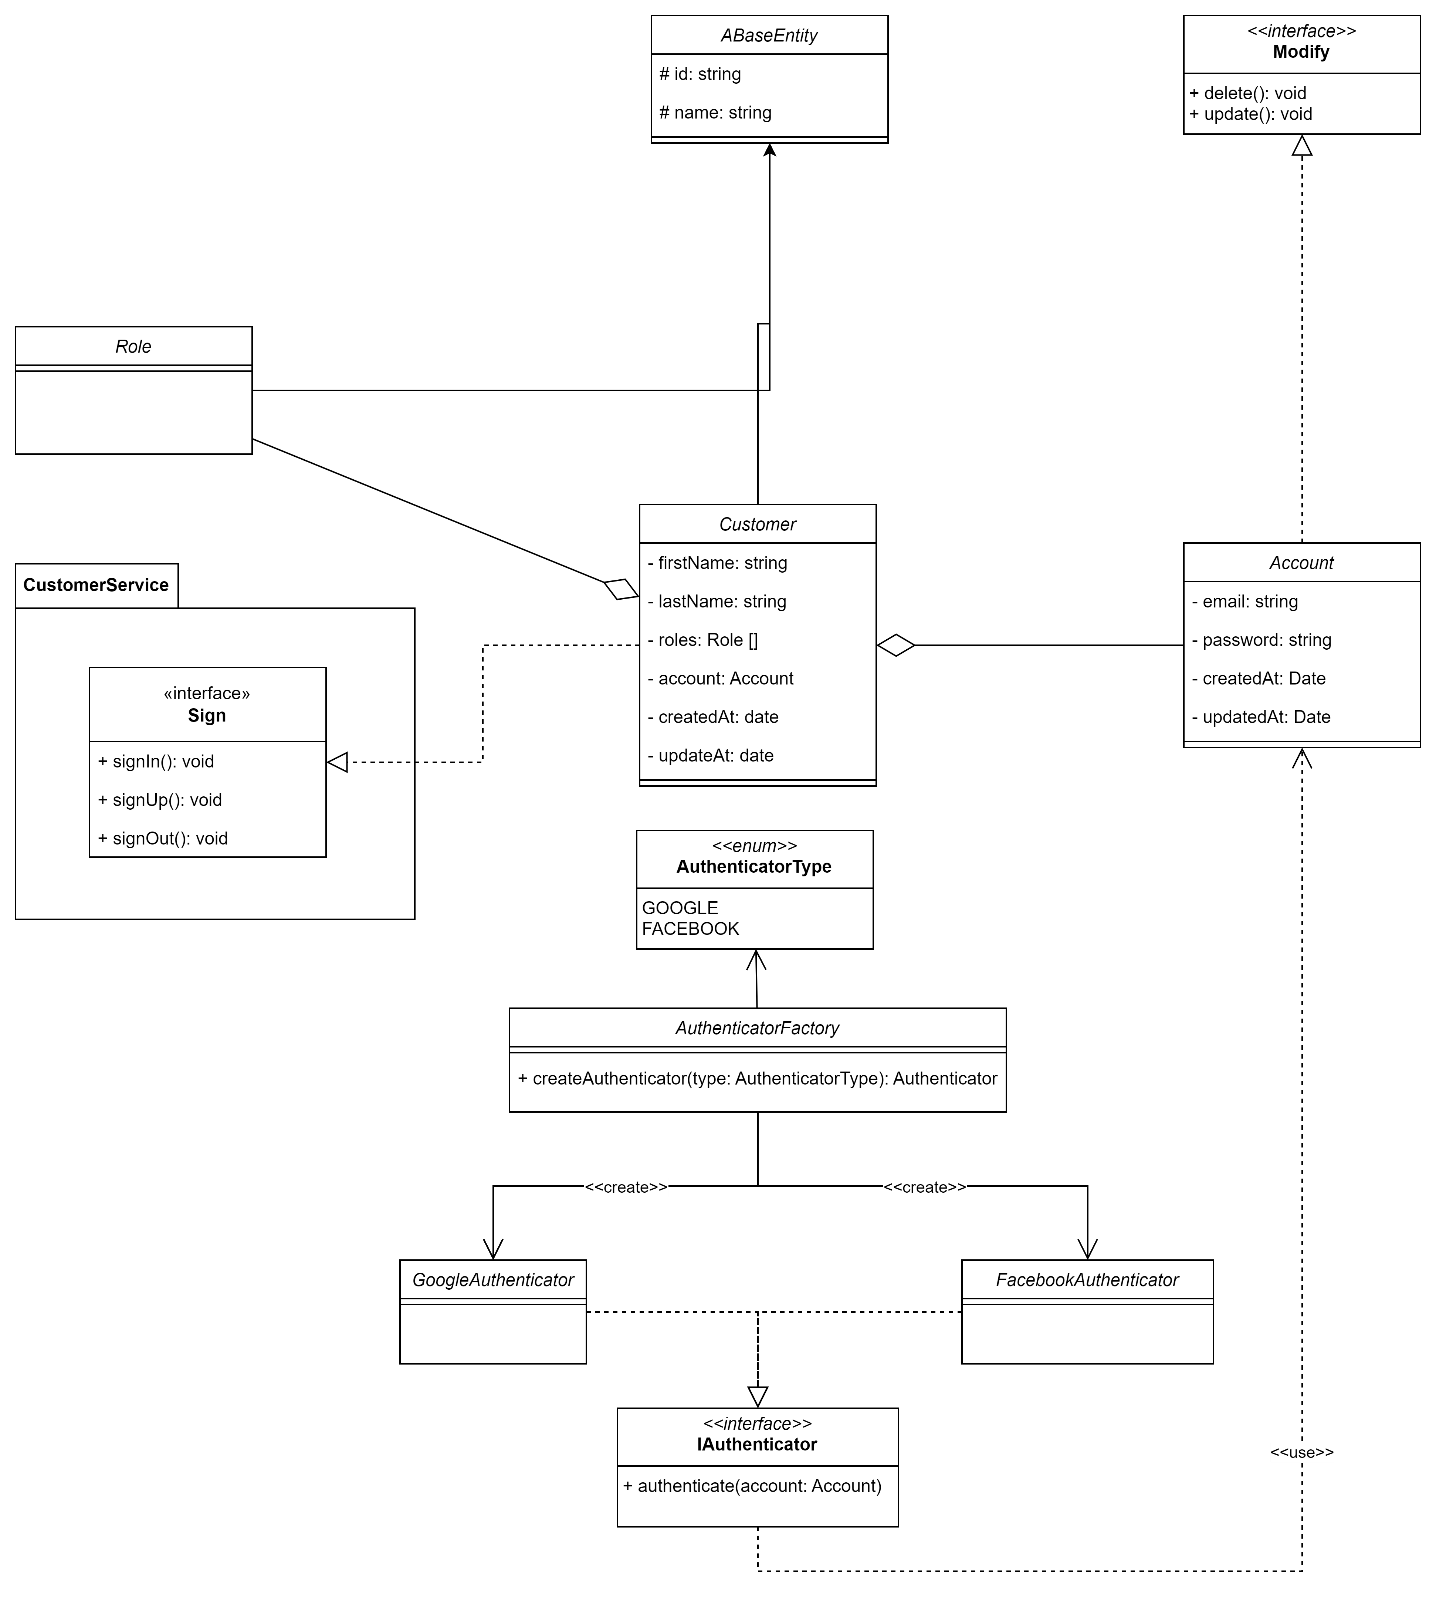 ABaseEntity
# id: string
# name: string
<<interface>>
Modify
+ delete(): void
+ update(): void
Role
Customer
- firstName: string
- lastName: string
- roles: Role []
- account: Account
- createdAt: date
- updateAt: date
Account
- email: string
- password: string
- createdAt: Date
- updatedAt: Date
CustomerService
«interface»
Sign
+ signIn(): void
+ signUp(): void
+ signOut(): void
<<enum>>
AuthenticatorType
GOOGLE
FACEBOOK
AuthenticatorFactory
+ createAuthenticator(type: AuthenticatorType): Authenticator
<<create>>
<<create>>
GoogleAuthenticator
FacebookAuthenticator
<<interface>>
IAuthenticator
+ authenticate(account: Account)
<<use>>